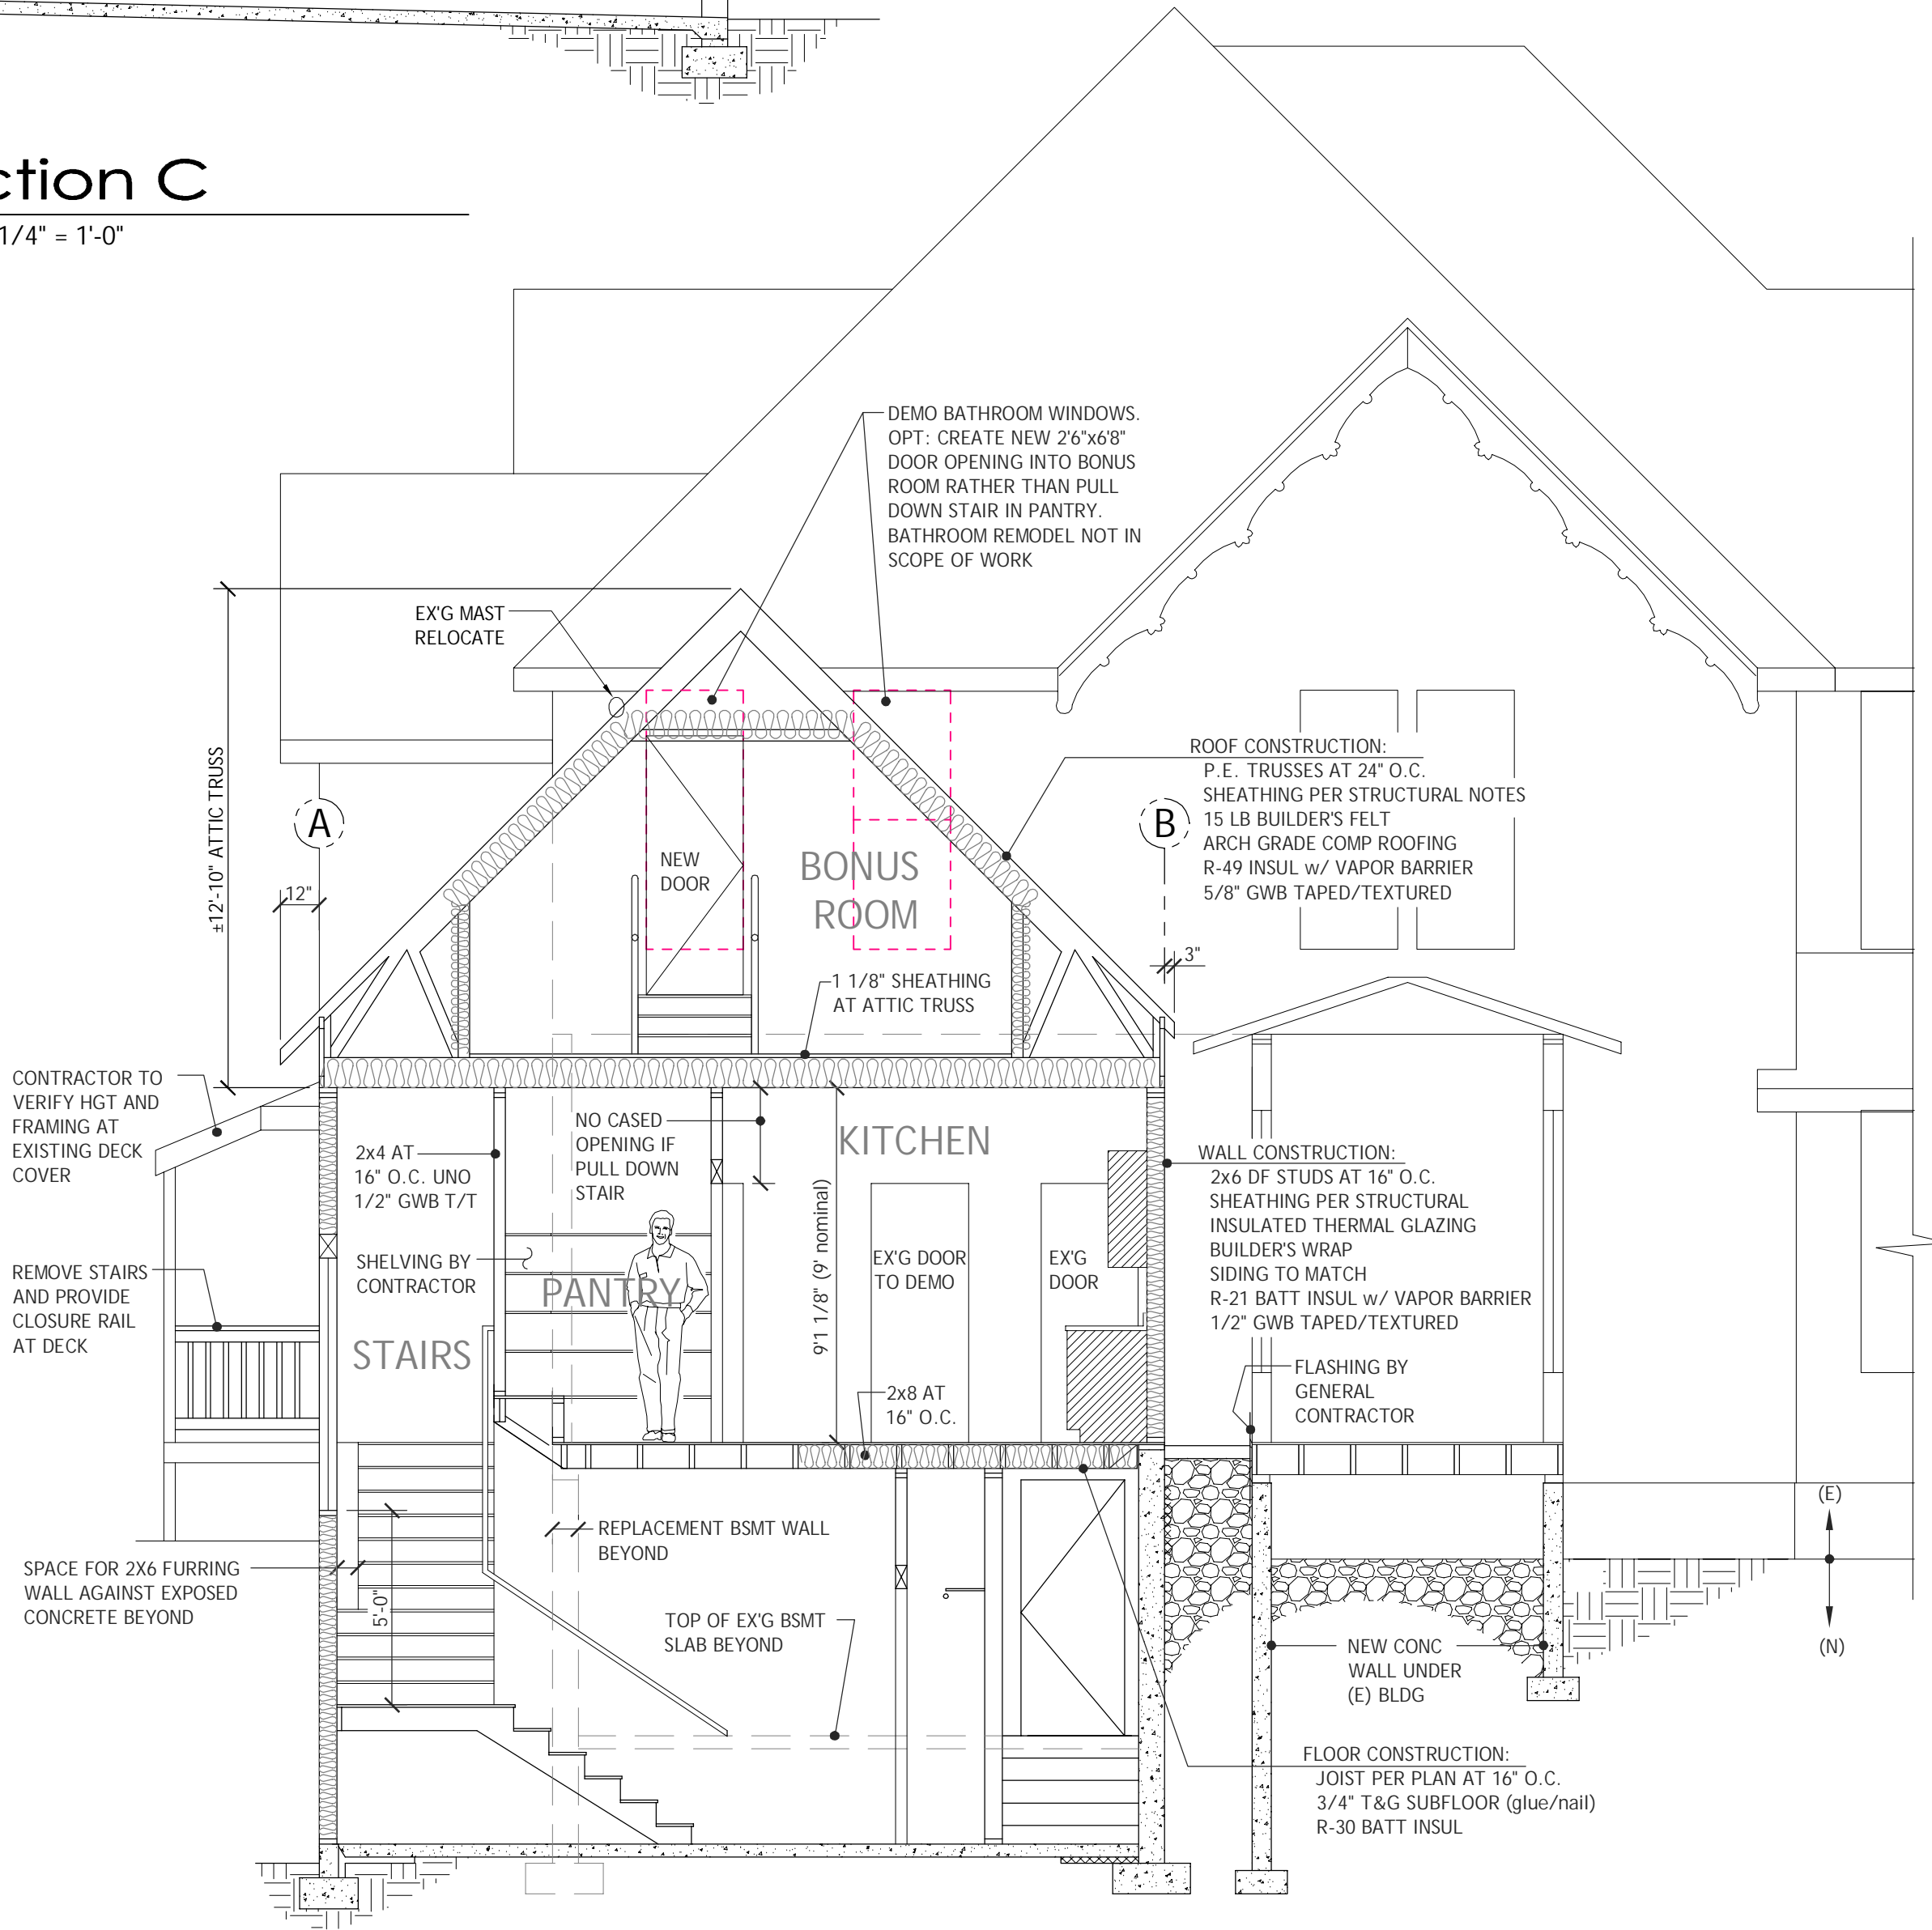 ction C
1/4" = 1'-0"
DEMO BATHROOM WINDOWS.
OPT: CREATE NEW 2'6"x6'8"
DOOR OPENING INTO BONUS
ROOM RATHER THAN PULL
DOWN STAIR IN PANTRY.
BATHROOM REMODEL NOT IN
SCOPE OF WORK
EX'G MAST
RELOCATE
±12'-10" ATTIC TRUSS
A
B
12"
3"
ROOF CONSTRUCTION:
P.E. TRUSSES AT 24" O.C.
SHEATHING PER STRUCTURAL NOTES
15 LB BUILDER'S FELT
ARCH GRADE COMP ROOFING
R-49 INSUL w/ VAPOR BARRIER
5/8" GWB TAPED/TEXTURED
NEW
DOOR
BONUS
ROOM
1 1/8" SHEATHING
AT ATTIC TRUSS
CONTRACTOR TO
VERIFY HGT AND
FRAMING AT
EXISTING DECK
COVER
2x4 AT
16" O.C. UNO
1/2" GWB T/T
NO CASED
OPENING IF
PULL DOWN
STAIR
KITCHEN
9'1 1/8" (9' nominal)
WALL CONSTRUCTION:
2x6 DF STUDS AT 16" O.C.
SHEATHING PER STRUCTURAL
INSULATED THERMAL GLAZING
BUILDER'S WRAP
SIDING TO MATCH
R-21 BATT INSUL w/ VAPOR BARRIER
1/2" GWB TAPED/TEXTURED
REMOVE STAIRS
AND PROVIDE
CLOSURE RAIL
AT DECK
SHELVING BY
CONTRACTOR
PANTRY
STAIRS
EX'G DOOR
TO DEMO
EX'G
DOOR
2x8 AT
16" O.C.
FLASHING BY
GENERAL
CONTRACTOR
SPACE FOR 2X6 FURRING
WALL AGAINST EXPOSED
CONCRETE BEYOND
5'-0"
REPLACEMENT BSMT WALL
BEYOND
TOP OF EX'G BSMT
SLAB BEYOND
NEW CONC
WALL UNDER
(E) BLDG
(E)
(N)
FLOOR CONSTRUCTION:
JOIST PER PLAN AT 16" O.C.
3/4" T&G SUBFLOOR (glue/nail)
R-30 BATT INSUL